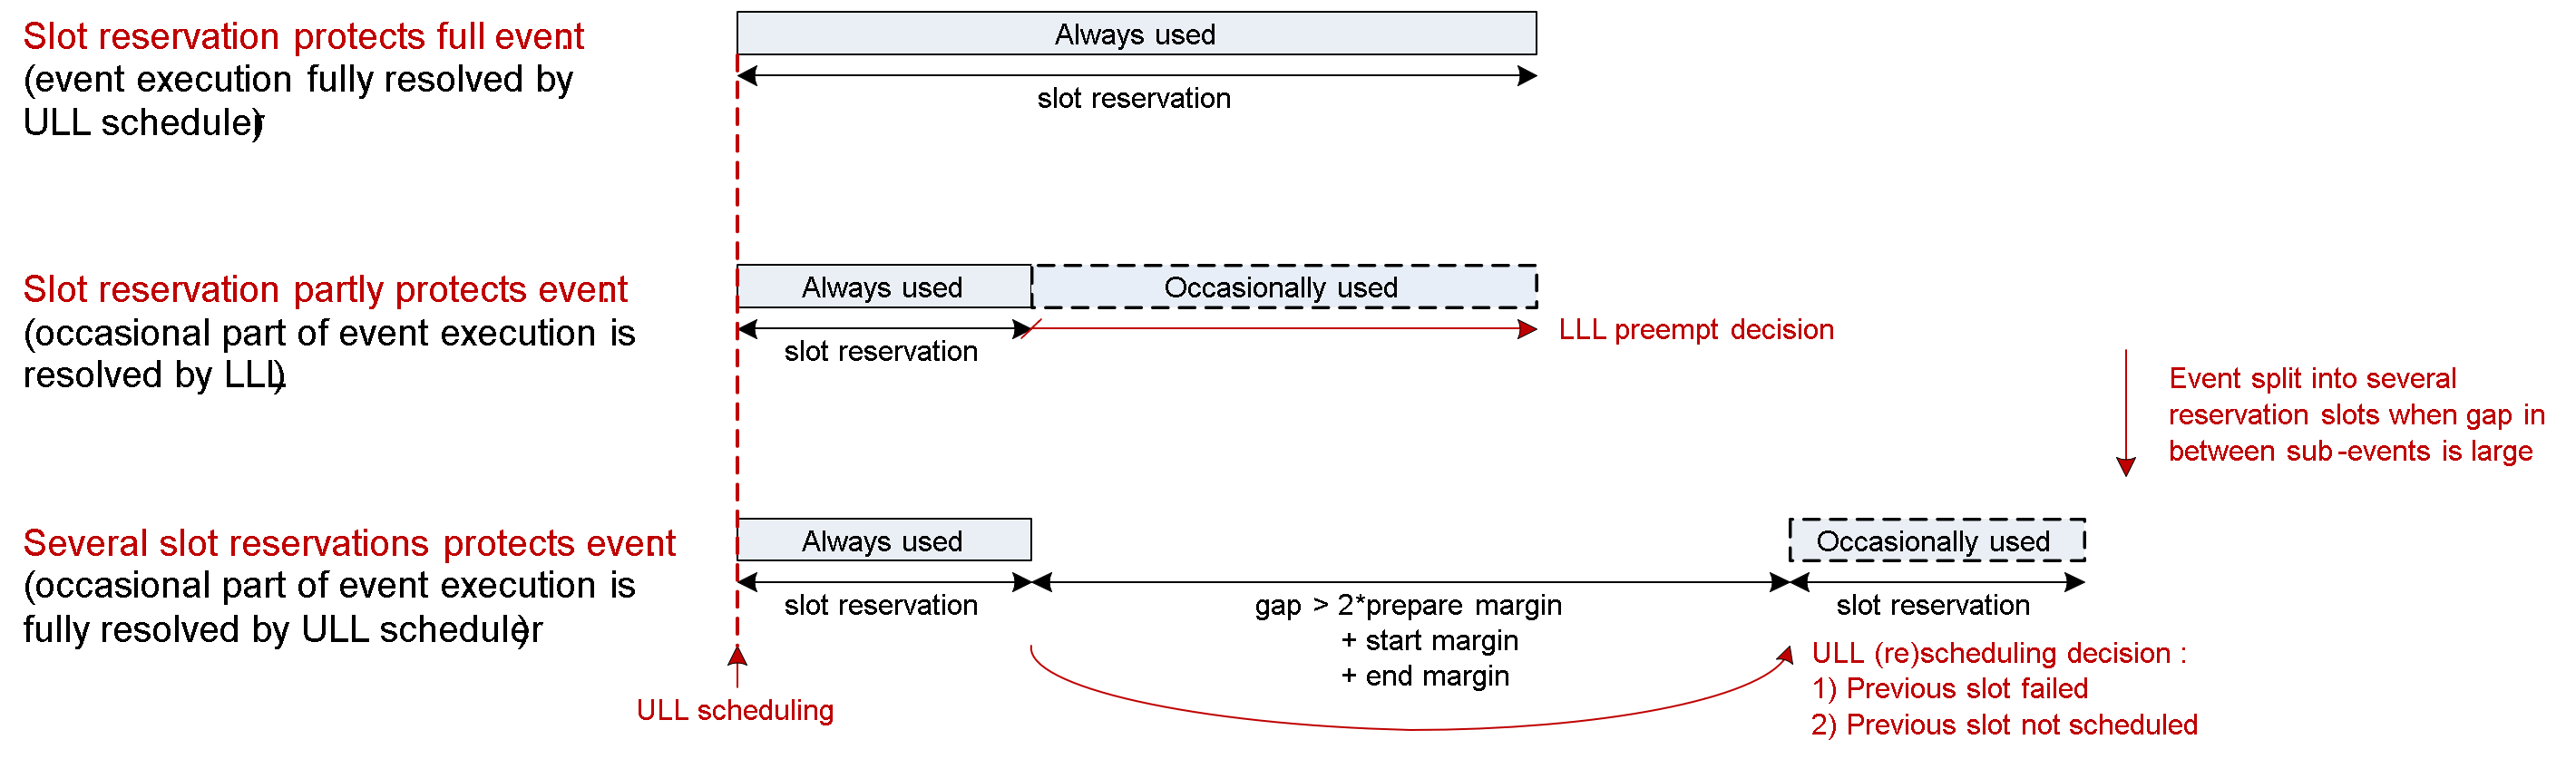 Slot reservation protects full event.
(event execution fully resolved by
ULL scheduler)
Always used
slot reservation
Slot reservation partly protects event.
(occasional part of event execution is
resolved by LLL).
Always used
Occasionally used
slot reservation
LLL preempt decision
Event split into several
reservation slots when gap in
between sub-events is large
Several slot reservations protects event.
(occasional part of event execution is
fully resolved by ULL scheduler)
Always used
Occasionally used
slot reservation
gap > 2*prepare margin
+ start margin
+ end margin
slot reservation
ULL (re)scheduling decision :
1) Previous slot failed
2) Previous slot not scheduled
ULL scheduling